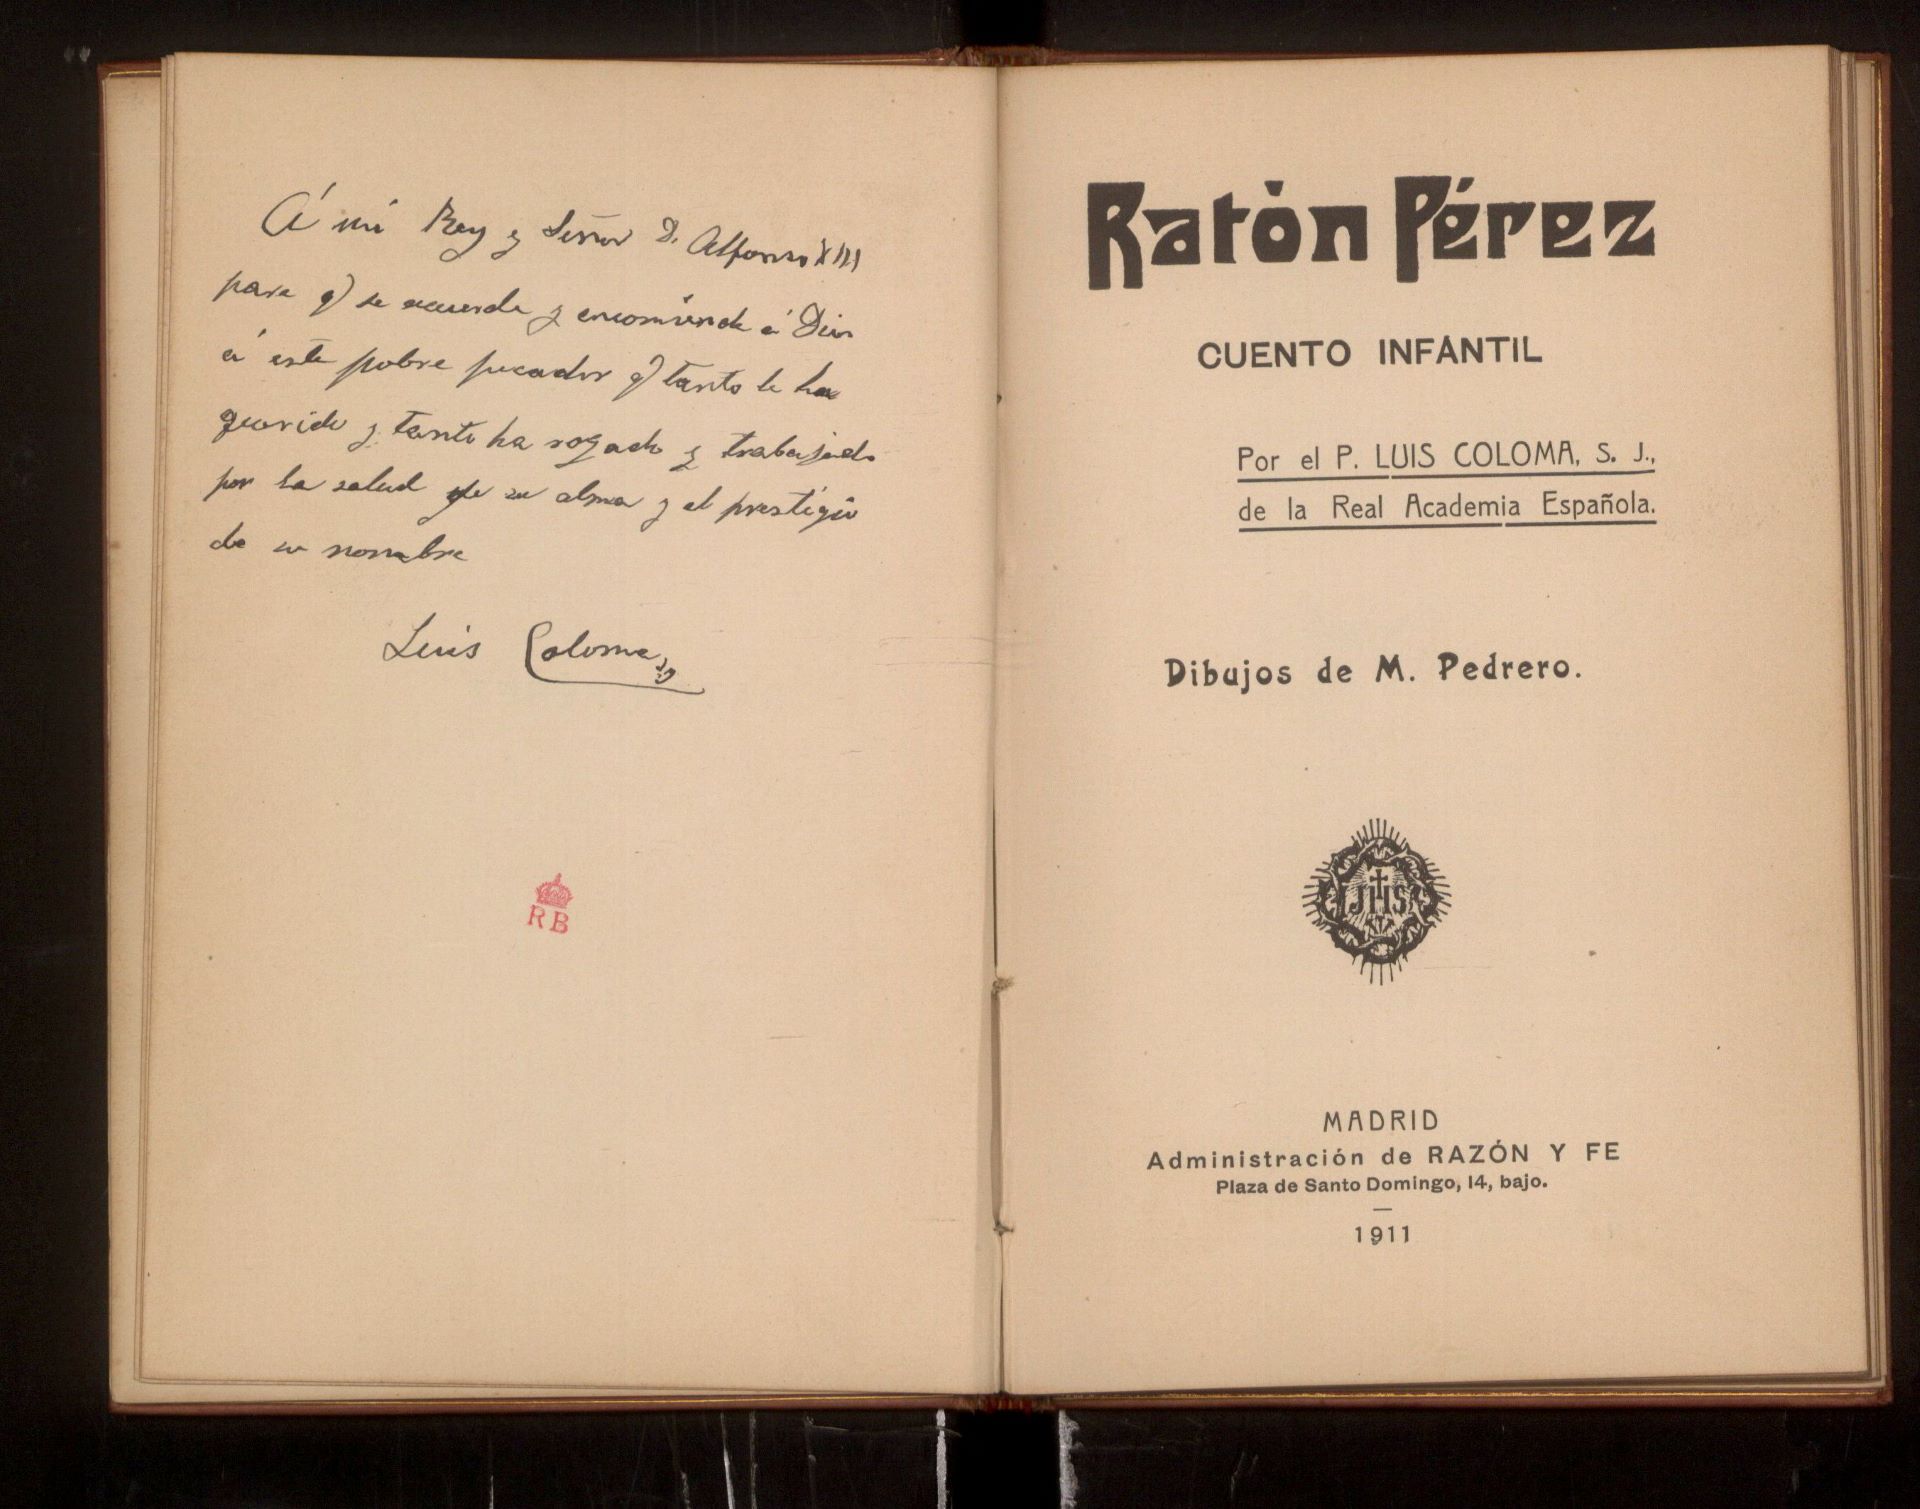 Á mi Rey y Señor D. Alfonso XIII
para q) se acuerde y encomiende á Dios
á este pobre pecador q) tanto le ha
querido y tanto ha rogado y trabajado
por la salud de su alma y el prestigio
de su nombre
Luis Coloma
RB
Ratón Pérez
CUENTO INFANTIL
Por el P. LUIS COLOMA, S. J.,
de la Real Academia Española.
Dibujos de M. Pedrero.
JHS
MADRID
Administración de RAZÓN Y FE
Plaza de Santo Domingo, 14, bajo.
1911